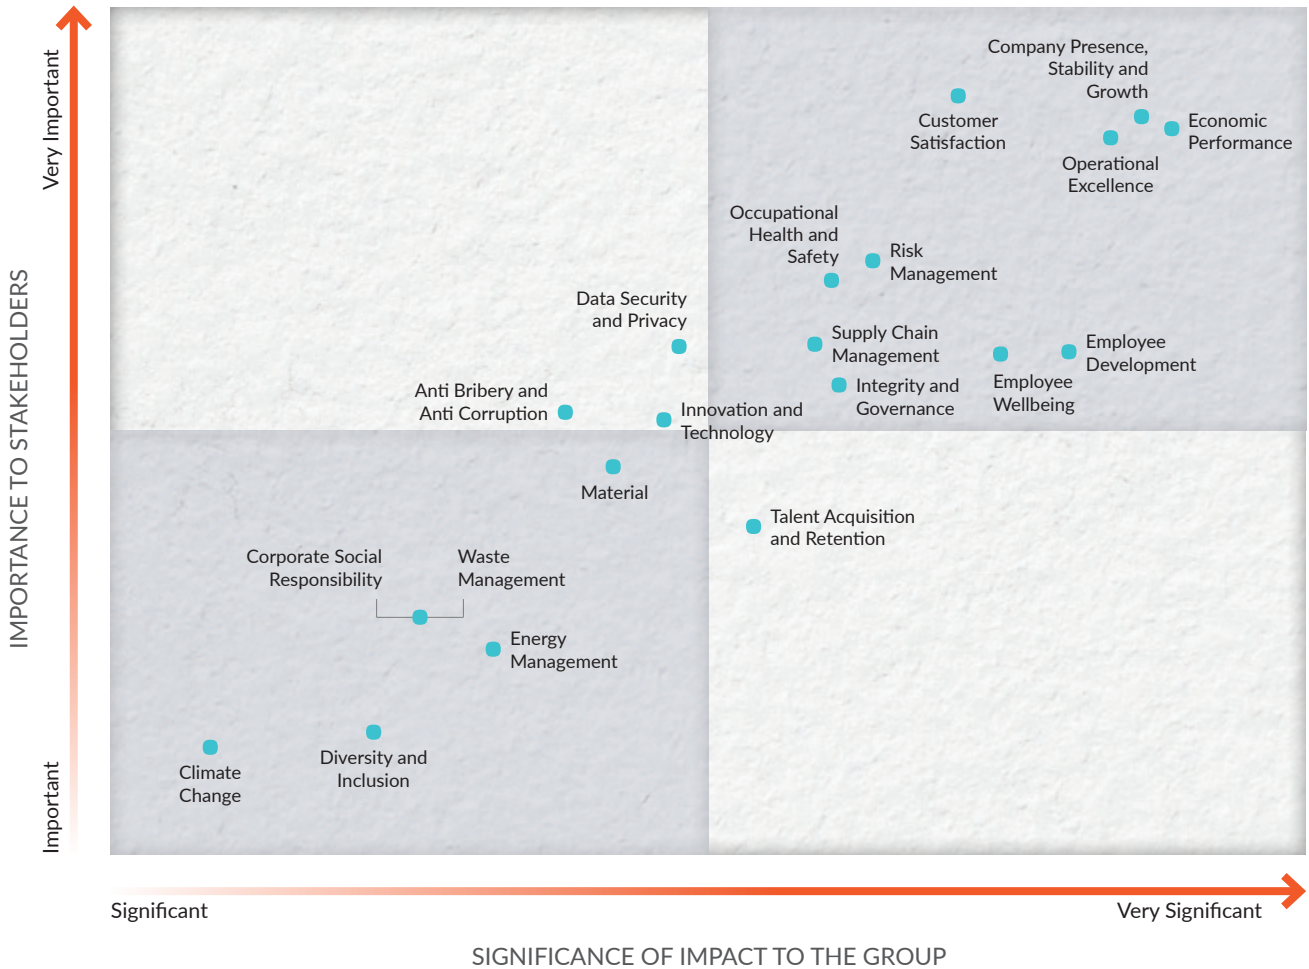 Very Important
IMPORTANCE TO STAKEHOLDERS
Important
Company Presence,
Stability and
Growth
Customer
Satisfaction
Economic
Performance
Operational
Excellence
Occupational
Health and
Safety
Risk
Management
Data Security
and Privacy
Supply Chain
Management
Employee
Development
Employee
Wellbeing
Integrity and
Governance
Anti Bribery and
Anti Corruption
Innovation and
Technology
Material
Talent Acquisition
and Retention
Corporate Social
Responsibility
Waste
Management
Energy
Management
Diversity and
Inclusion
Climate
Change
Significant
Very Significant
SIGNIFICANCE OF IMPACT TO THE GROUP